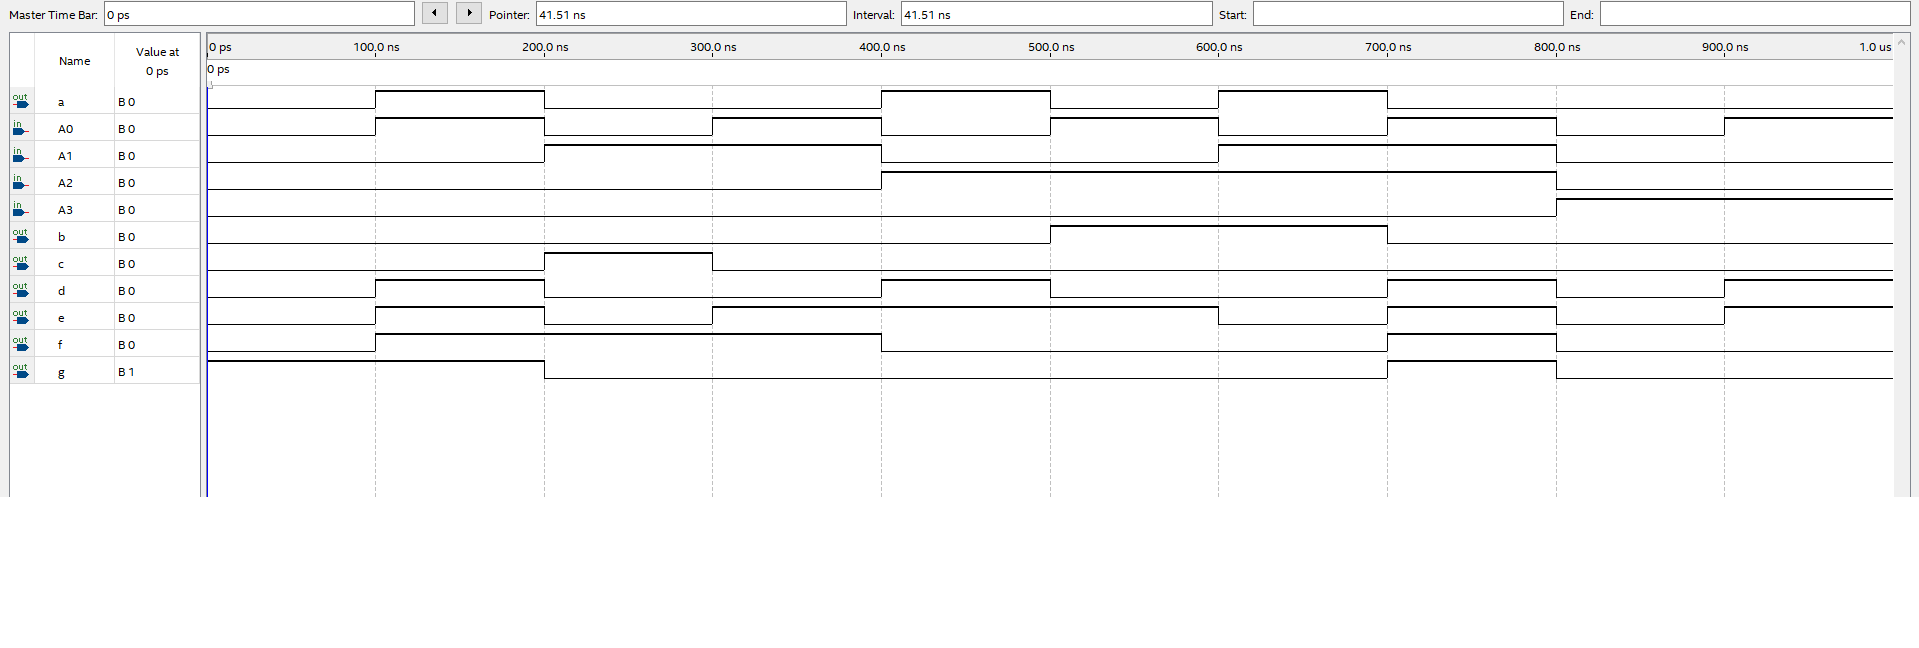 Master Time Bar: 0 ps Pointer: 41.51 ns Interval: 41.51 ns Start: End:
Name Value at 0 ps
0 ps 100.0 ns 200.0 ns 300.0 ns 400.0 ns 500.0 ns 600.0 ns 700.0 ns 800.0 ns 900.0 ns 1.0 us
0 ps
out a B 0
in A0 B 0
in A1 B 0
in A2 B 0
in A3 B 0
out b B 0
out c B 0
out d B 0
out e B 0
out f B 0
out g B 1